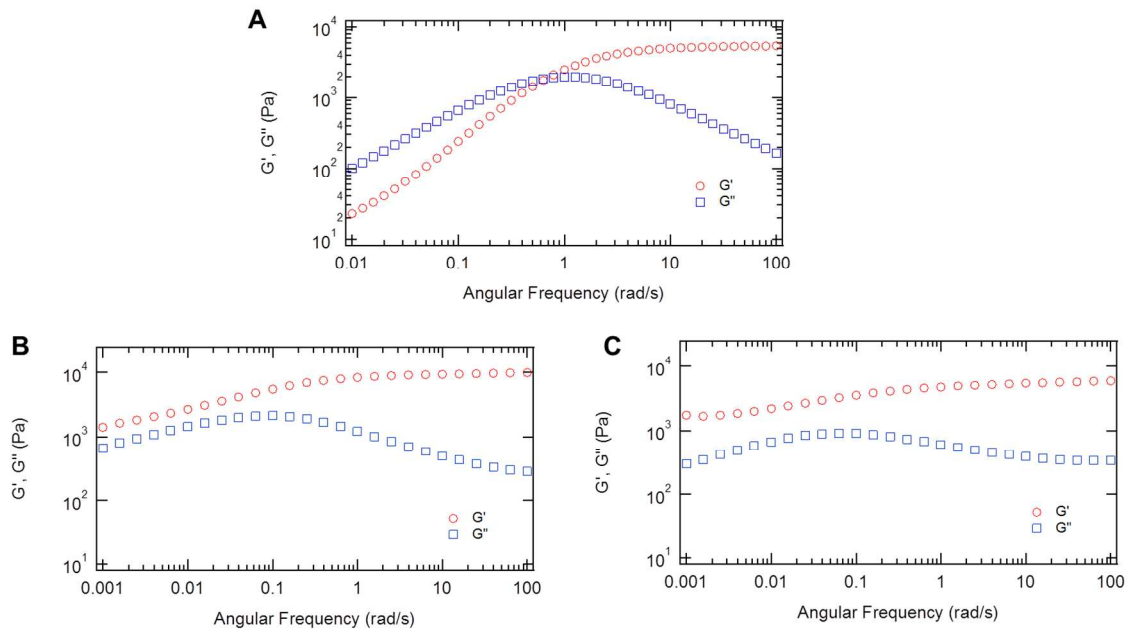 A
G', G" (Pa)
10⁴
4
2
10³
4
2
10²
4
2
10¹
G'
G"
0.01 0.1 1 10 100
Angular Frequency (rad/s)
B
G', G" (Pa)
10⁴
10³
10²
10¹
G'
G"
0.001 0.01 0.1 1 10 100
Angular Frequency (rad/s)
C
G', G" (Pa)
10⁴
10³
10²
10¹
G'
G"
0.001 0.01 0.1 1 10 100
Angular Frequency (rad/s)